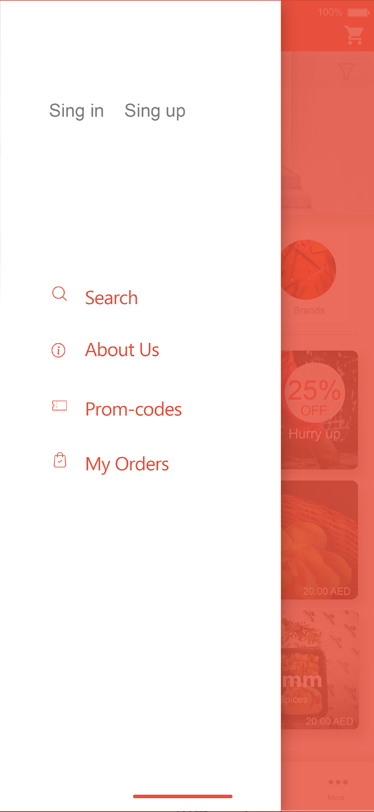 100%
Sing in Sing up
Search
Brands
About Us
25%
OFF
Prom-codes
Hurry up
My Orders
20.00 AED
mm
pices
20.00 AED
More